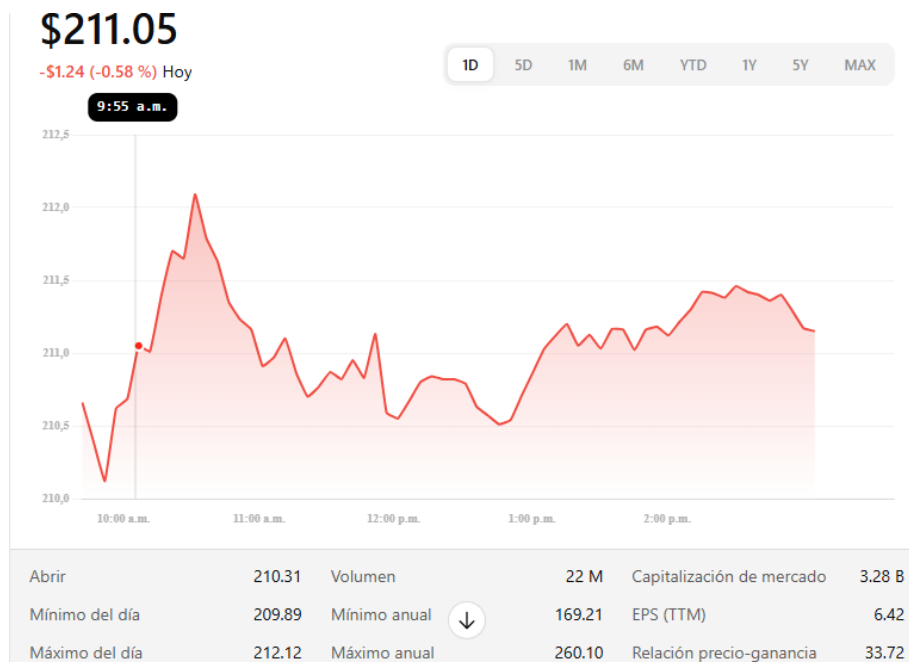 $211.05
-$1.24 (-0.58 %) Hoy
1D 5D 1M 6M YTD 1Y 5Y MAX
9:55 a.m.
212,5
212,0
211,5
211,0
210,5
210,0
10:00 a.m. 11:00 a.m. 12:00 p.m. 1:00 p.m. 2:00 p.m.
Abrir 210.31 Volumen 22 M Capitalización de mercado 3.28 B
Mínimo del día 209.89 Mínimo anual 169.21 EPS (TTM) 6.42
Máximo del día 212.12 Máximo anual 260.10 Relación precio-ganancia 33.72